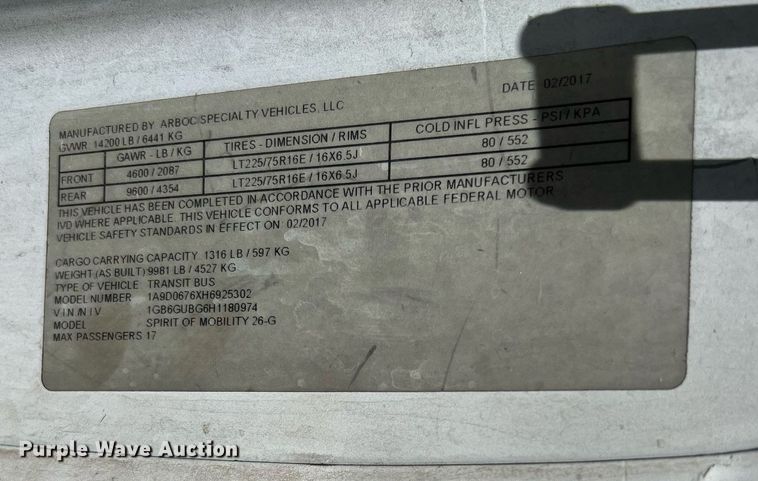 MANUFACTURED BY ARBOC SPECIALTY VEHICLES, LLC DATE 02/2017
GVWR 14200 LB / 6441 KG
GAWR - LB / KG TIRES - DIMENSION / RIMS COLD INFL PRESS - PSI / KPA
FRONT 4600 / 2087 LT225/75R16E / 16X6.5J 80 / 552
REAR 9600 / 4354 LT225/75R16E / 16X6.5J 80 / 552
THIS VEHICLE HAS BEEN COMPLETED IN ACCORDANCE WITH THE PRIOR MANUFACTURERS
IVD WHERE APPLICABLE. THIS VEHICLE CONFORMS TO ALL APPLICABLE FEDERAL MOTOR
VEHICLE SAFETY STANDARDS IN EFFECT ON 02/2017
CARGO CARRYING CAPACITY 1316 LB / 597 KG
WEIGHT (AS BUILT) 9981 LB / 4527 KG
TYPE OF VEHICLE TRANSIT BUS
MODEL NUMBER 1A9D0676XH6925302
V I N /N I V 1GB6GUBG6H1180974
MODEL SPIRIT OF MOBILITY 26-G
MAX PASSENGERS 17
Purple Wave Auction